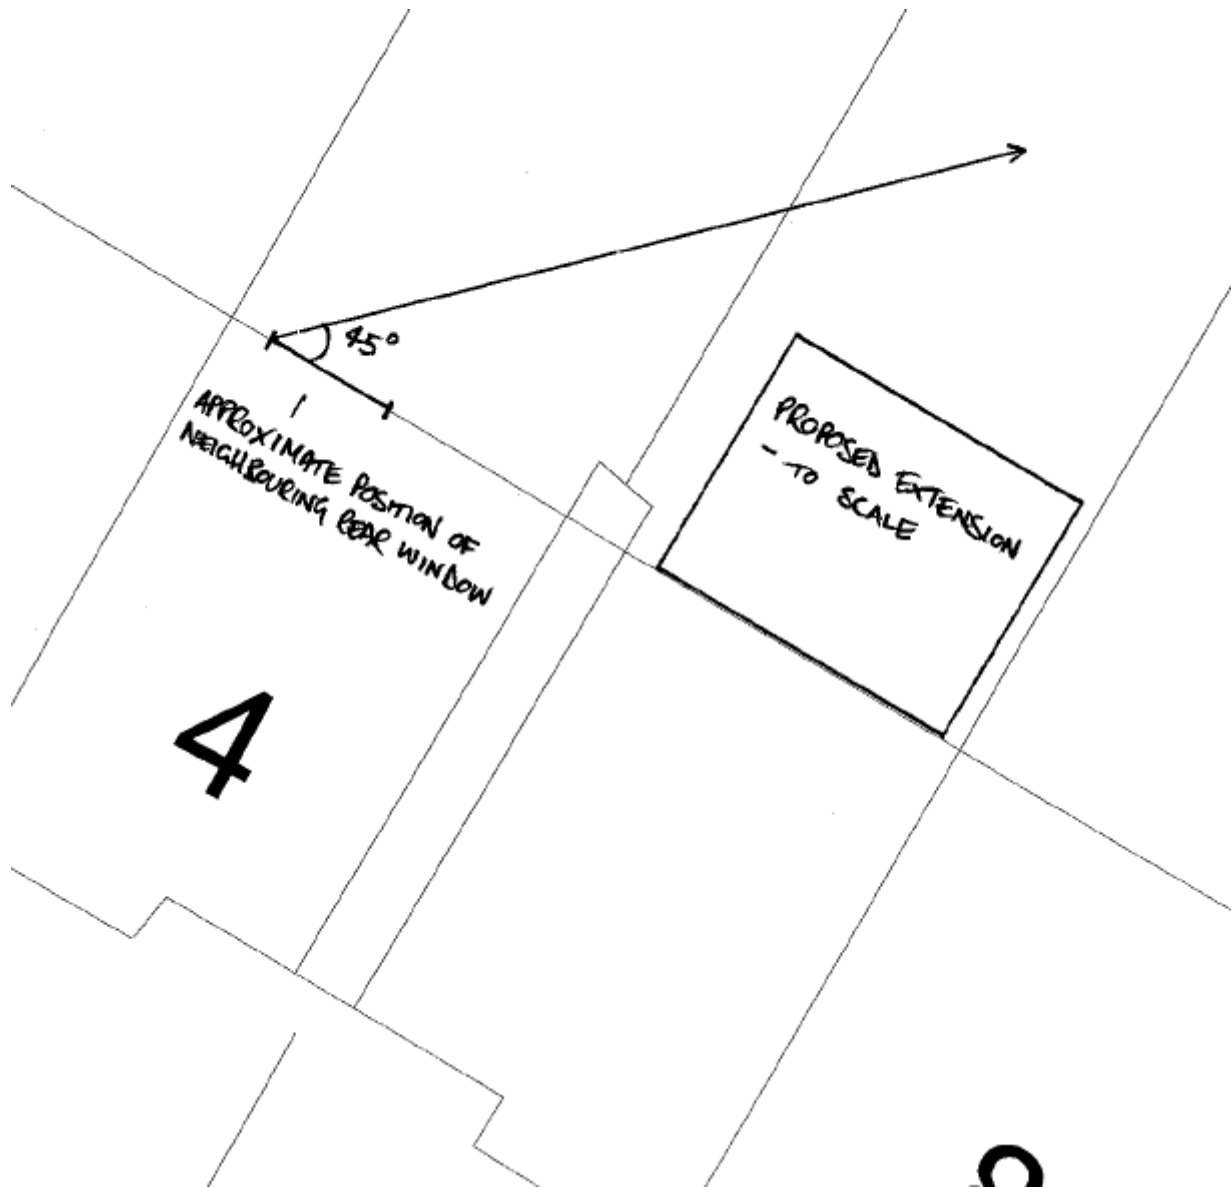 45°
APPROXIMATE POSITION OF
NEIGHBOURING REAR WINDOW
PROPOSED EXTENSION
- TO SCALE
4